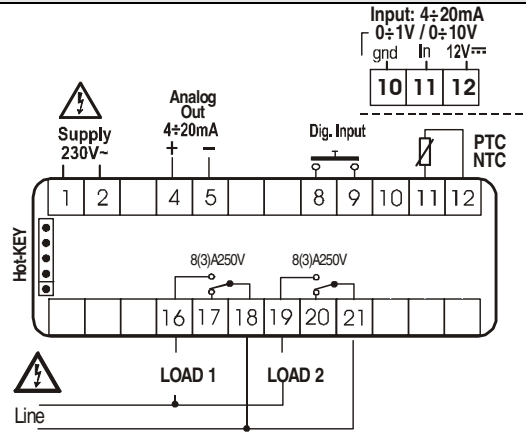 Input: 4÷20mA
0÷1V / 0÷10V
gnd In 12V
10 11 12
Supply
230V~
Analog
Out
4÷20mA
+ −
Dig. Input
PTC
NTC
1 2 4 5 8 9 10 11 12
Hot-KEY
8(3)A250V 8(3)A250V
16 17 18 19 20 21
LOAD 1 LOAD 2
Line